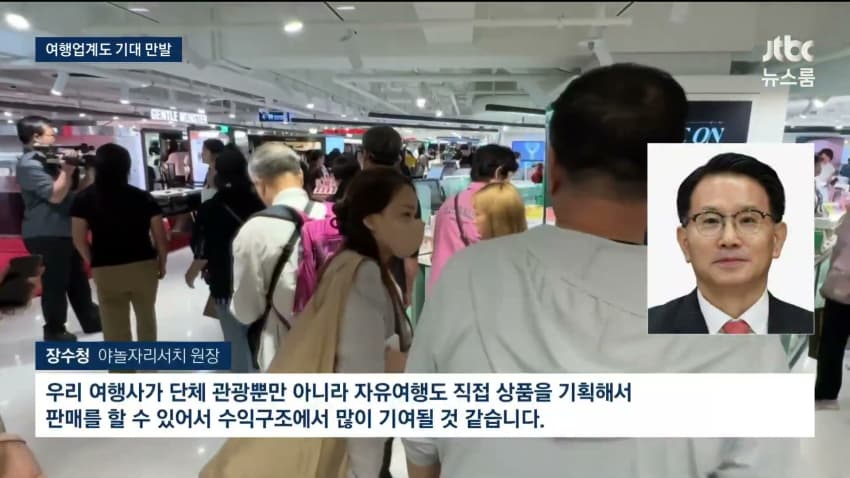 여행업계도 기대 만발
jtbc
뉴스룸
GENTLE MONSTER
ON
장수청 야놀자리서치 원장
우리 여행사가 단체 관광뿐만 아니라 자유여행도 직접 상품을 기획해서
판매를 할 수 있어서 수익구조에서 많이 기여될 것 같습니다.